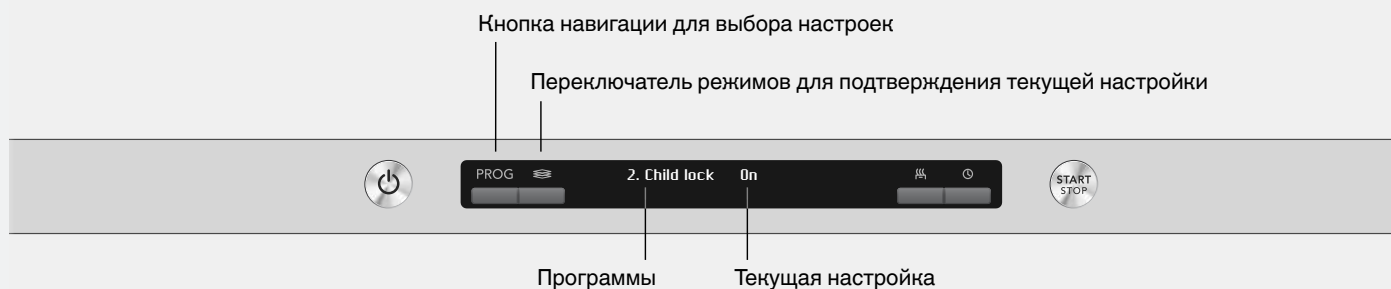 Кнопка навигации для выбора настроек
Переключатель режимов для подтверждения текущей настройки
PROG 2. Child lock On START
STOP
Программы Текущая настройка